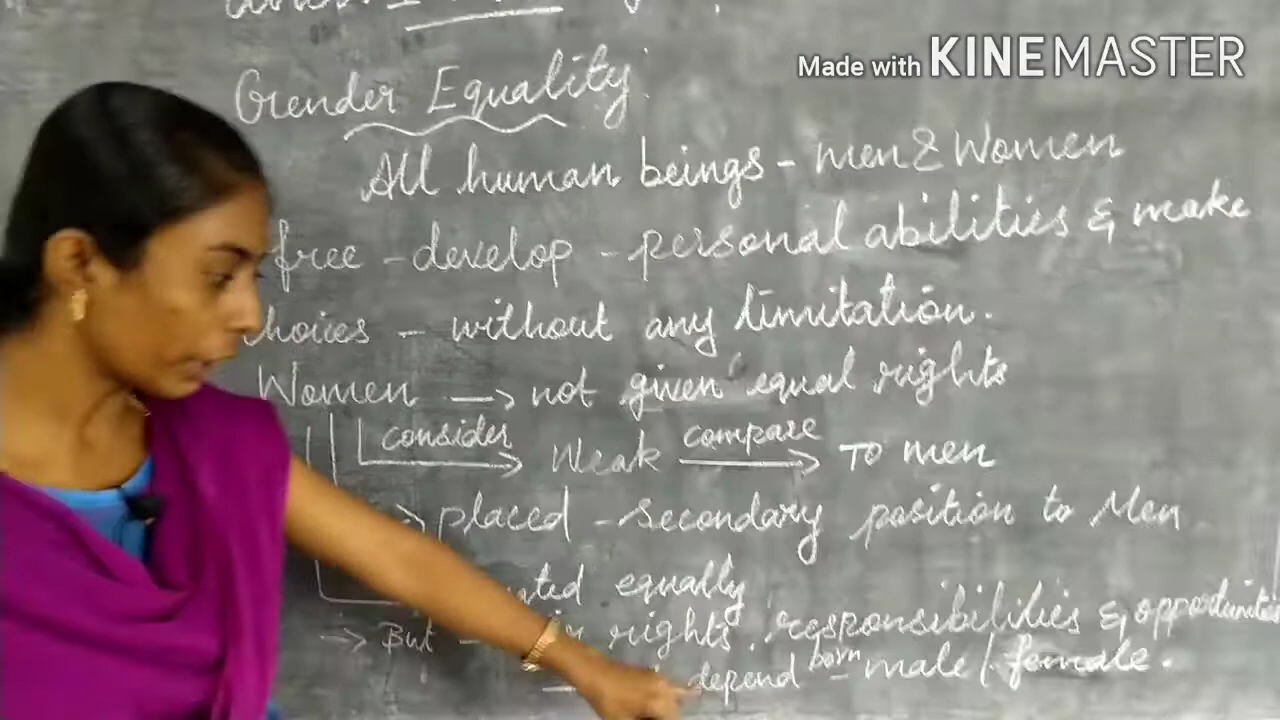 Made with KINEMASTER
Gender Equality:
All human beings - men & Women
free - develop - personal abilities & make
hoices - without any limitation.
Women → not given equal rights
consider → Weak compare → To men
→ placed - secondary position to Men
ted equally
→ But - rights, responsibilities & opportunities
depend born - male / female.